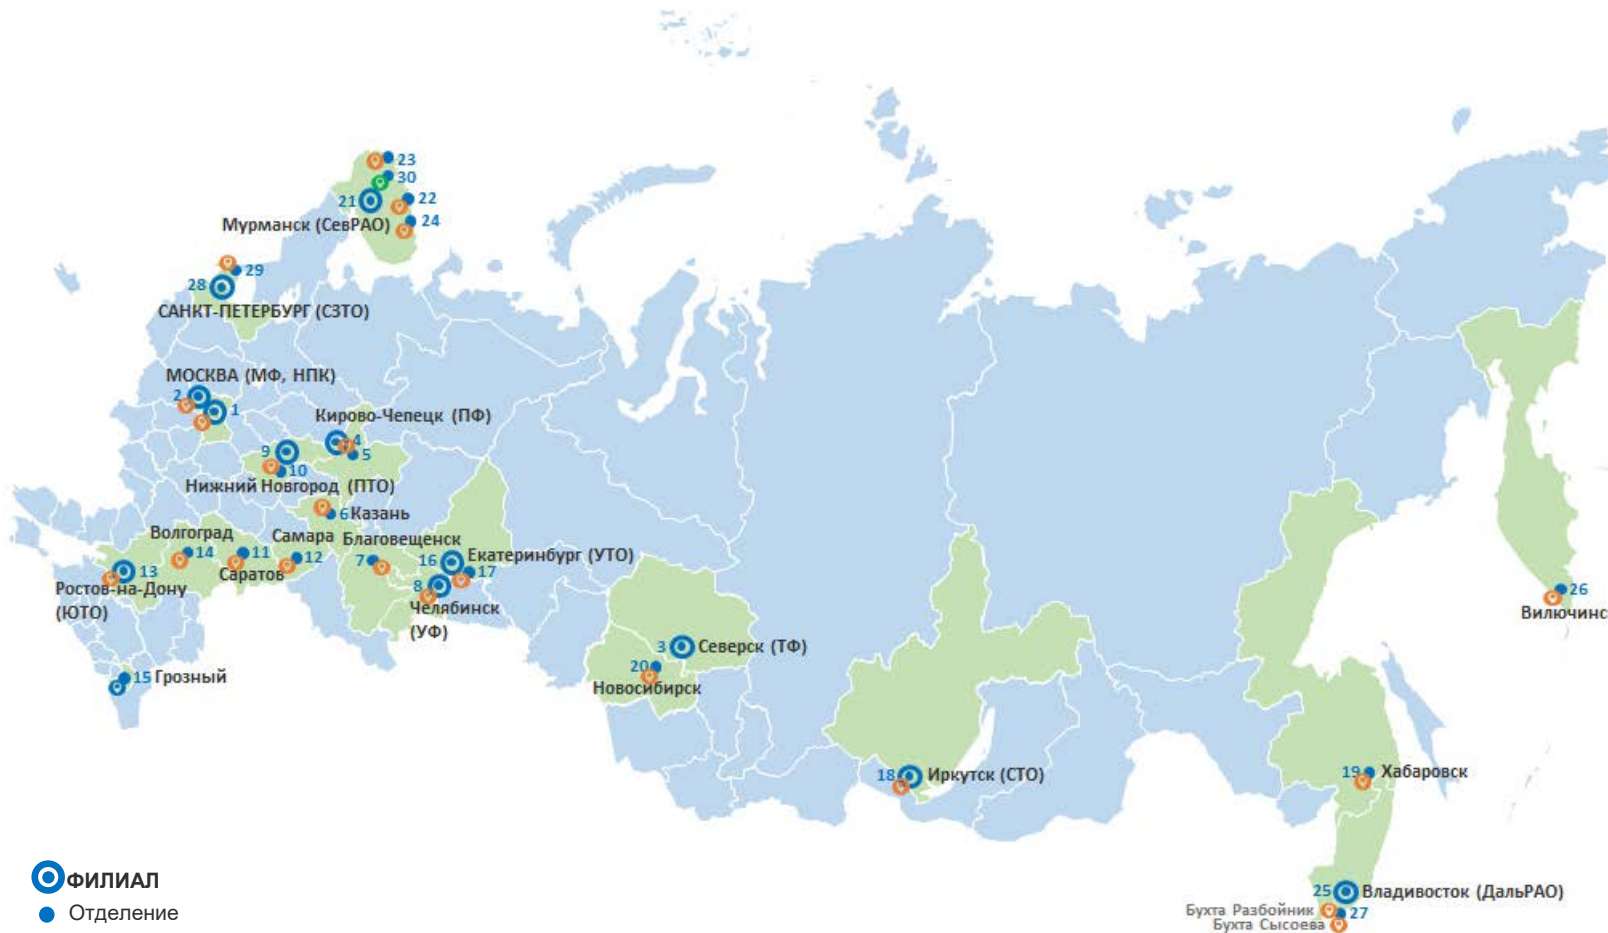 23
30
21
22
24
Мурманск (СевРАО)
29
28
САНКТ-ПЕТЕРБУРГ (СЗТО)
МОСКВА (МФ, НПК)
2
1
Кирово-Чепецк (ПФ)
4
5
9
10
Нижний Новгород (ПТО)
6 Казань
Волгоград
14
Самара
12
Благовещенск
7
11
Саратов
13
Ростов-на-Дону
(ЮТО)
16
Екатеринбург (УТО)
17
8
Челябинск
(УФ)
15 Грозный
3
Северск (ТФ)
20
Новосибирск
18
Иркутск (СТО)
26
Вилючинс
19
Хабаровск
25
Владивосток (ДальРАО)
Бухта Разбойник
27
Бухта Сысоева
ФИЛИАЛ
Отделение